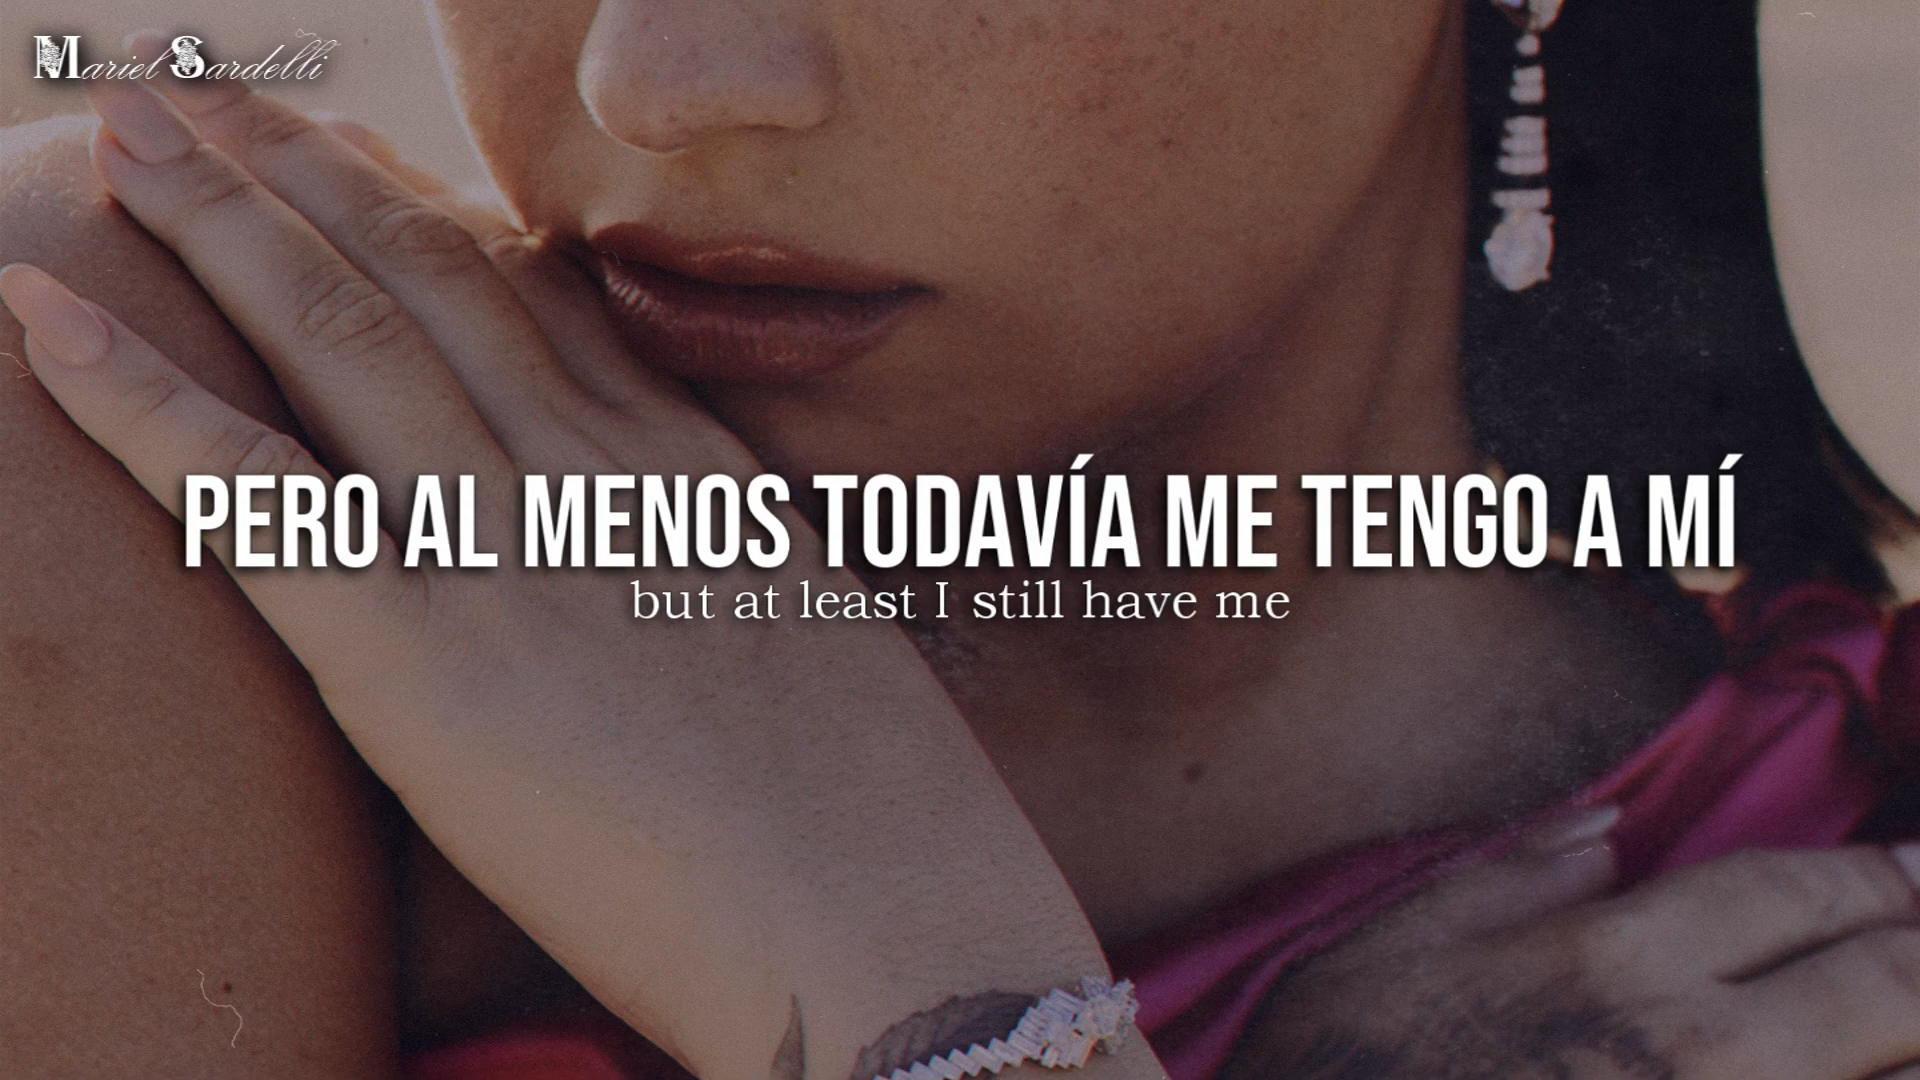 Mariel Sardelli
PERO AL MENOS TODAVÍA ME TENGO A MÍ
but at least I still have me